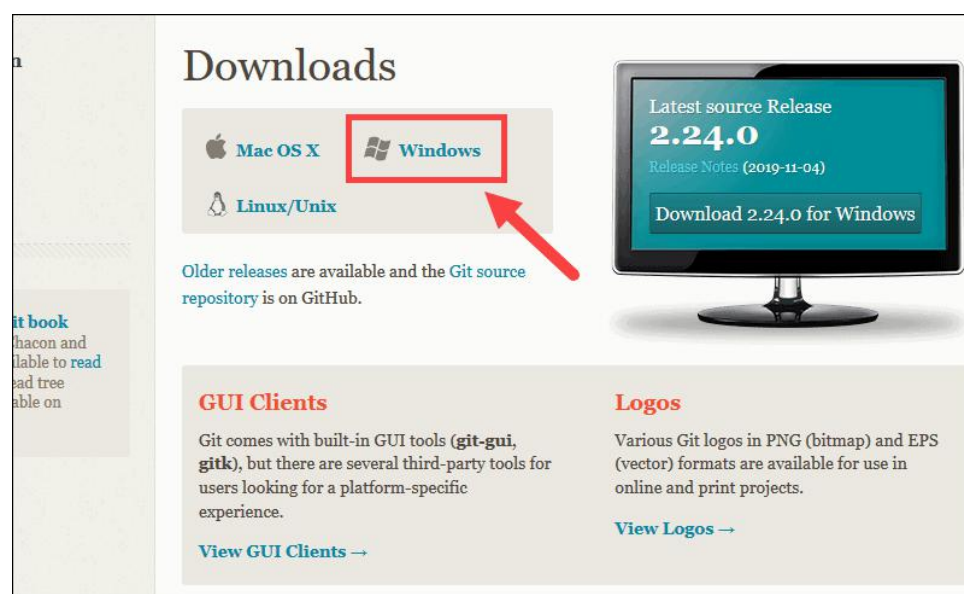 n
Downloads
Mac OS X
Windows
Linux/Unix
Older releases are available and the Git source
repository is on GitHub.
Latest source Release
2.24.0
Release Notes (2019-11-04)
Download 2.24.0 for Windows
it book
hacon and
ilable to read
ead tree
able on
GUI Clients
Git comes with built-in GUI tools (git-gui,
gitk), but there are several third-party tools for
users looking for a platform-specific
experience.
View GUI Clients →
Logos
Various Git logos in PNG (bitmap) and EPS
(vector) formats are available for use in
online and print projects.
View Logos →